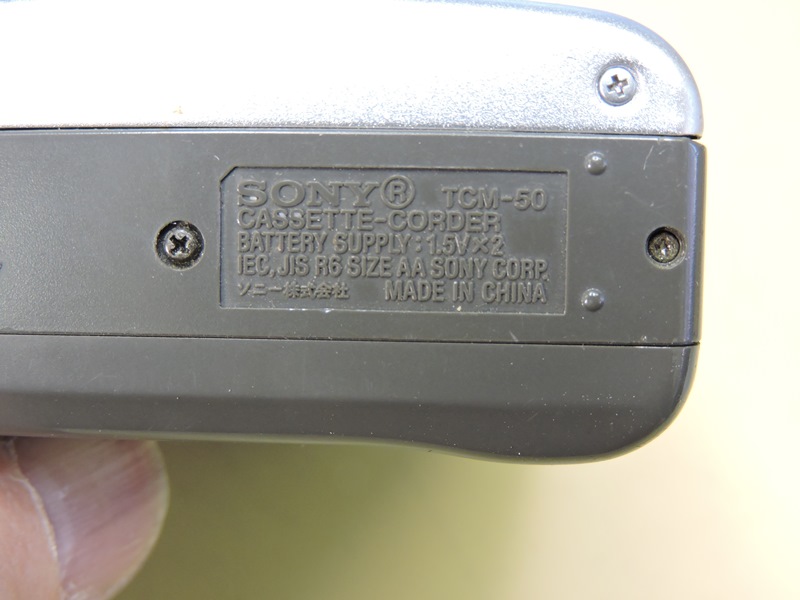 SONY® TCM-50
CASSETTE-CORDER
BATTERY SUPPLY:1.5V×2
IEC,JIS R6 SIZE AA SONY CORP.
ソニー株式会社 MADE IN CHINA